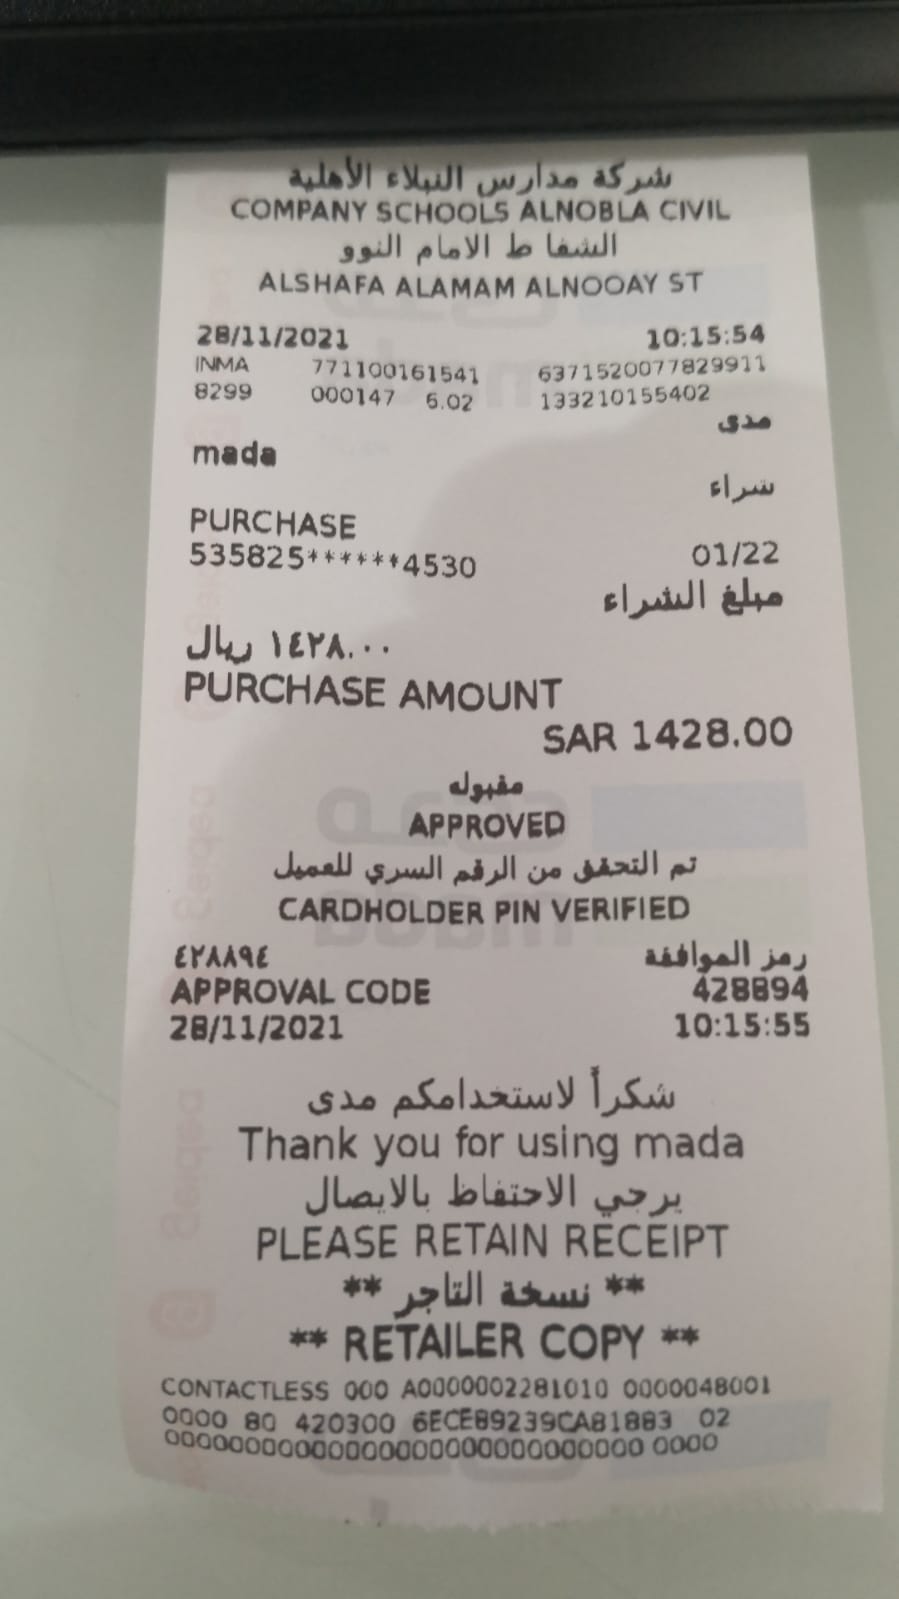 شركة مدارس النبلاء الأهلية
COMPANY SCHOOLS ALNOBLA CIVIL
الشفا ط الامام النوو
ALSHAFA ALAMAM ALNOOAY ST
28/11/2021 10:15:54
INMA 771100161541 6371520077829911
8299 000147 6.02 133210155402
مدى
mada
شراء
PURCHASE
535825******4530 01/22
مبلغ الشراء
١٤٢٨.٠٠ ريال
PURCHASE AMOUNT
SAR 1428.00
مقبوله
APPROVED
تم التحقق من الرقم السري للعميل
CARDHOLDER PIN VERIFIED
رمز الموافقة ٤٢٨٨٩٤
APPROVAL CODE 428894
28/11/2021 10:15:55
شكراً لاستخدامكم مدى
Thank you for using mada
يرجي الاحتفاظ بالايصال
PLEASE RETAIN RECEIPT
** نسخة التاجر **
** RETAILER COPY **
CONTACTLESS 000 A0000002281010 0000048001
0000 80 420300 6ECE89239CA81883 02